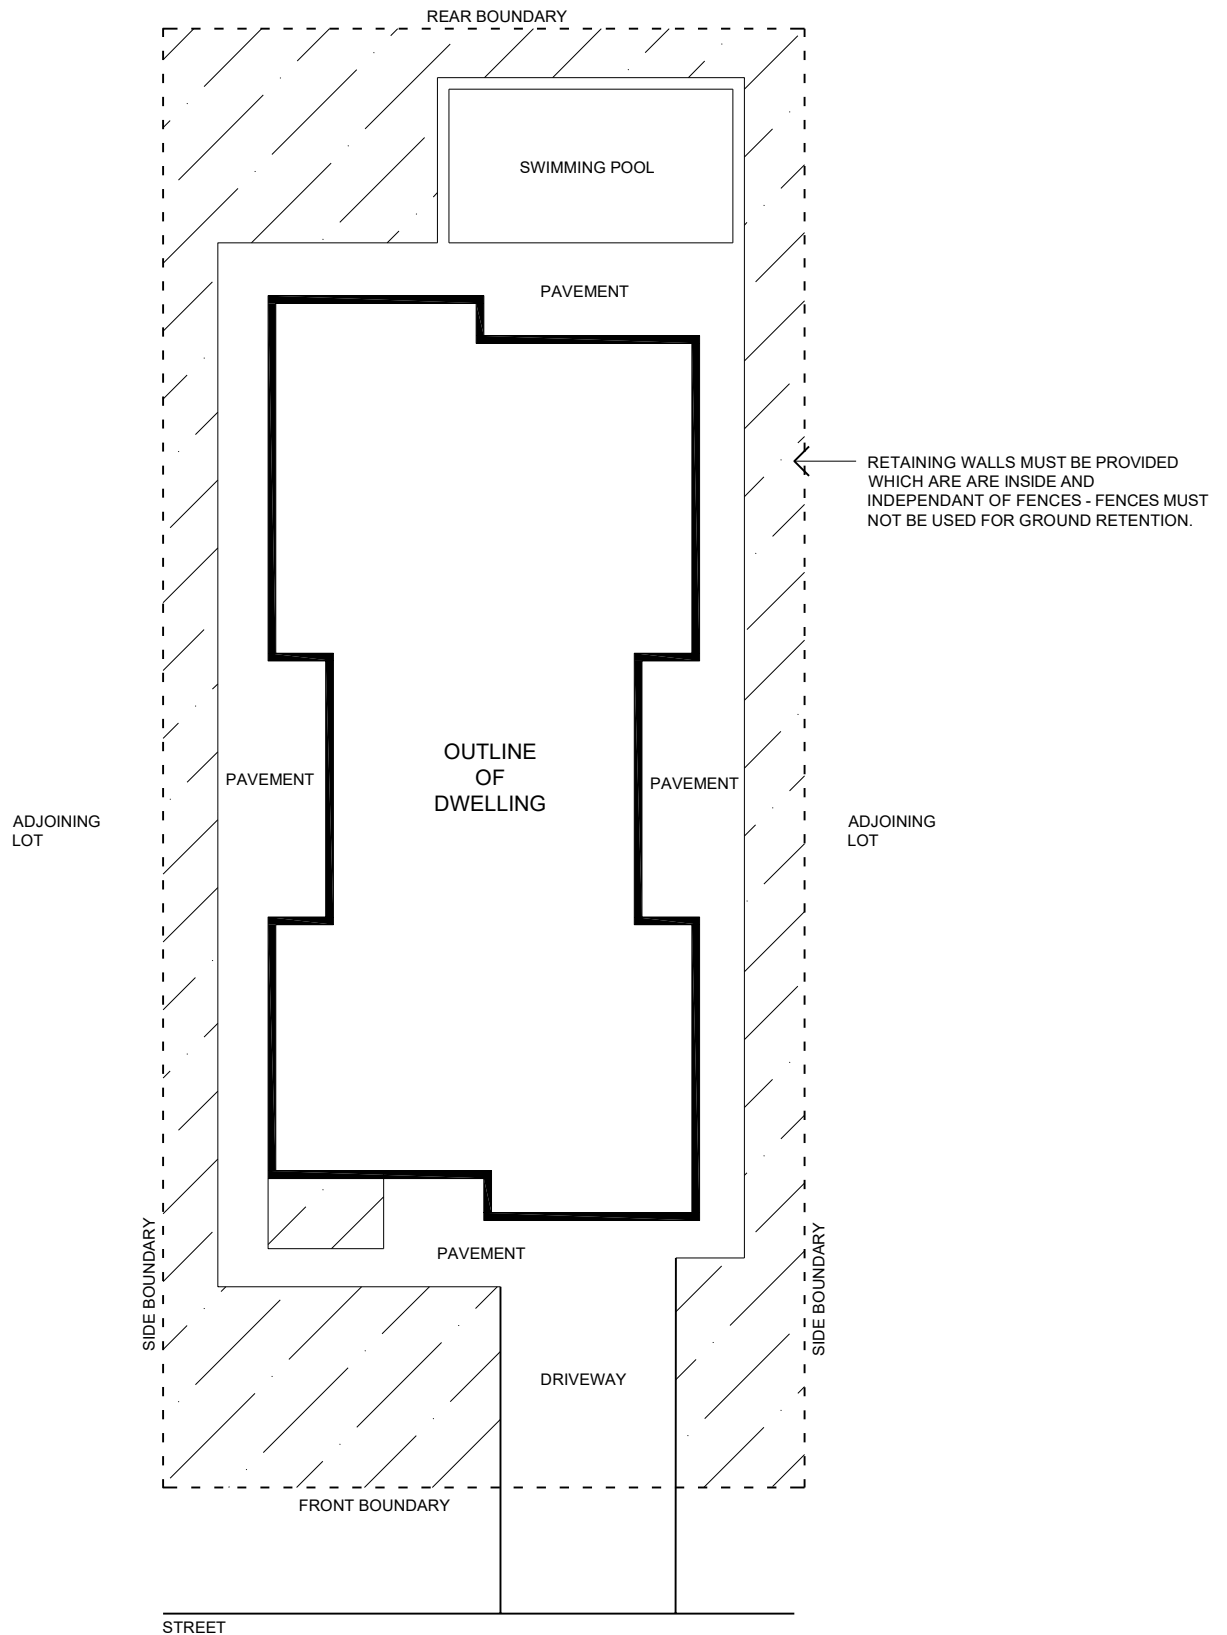 REAR BOUNDARY
SWIMMING POOL
PAVEMENT
RETAINING WALLS MUST BE PROVIDED
WHICH ARE ARE INSIDE AND
INDEPENDANT OF FENCES - FENCES MUST
NOT BE USED FOR GROUND RETENTION.
OUTLINE
OF
DWELLING
PAVEMENT
PAVEMENT
ADJOINING
LOT
ADJOINING
LOT
SIDE BOUNDARY
PAVEMENT
SIDE BOUNDARY
DRIVEWAY
FRONT BOUNDARY
STREET